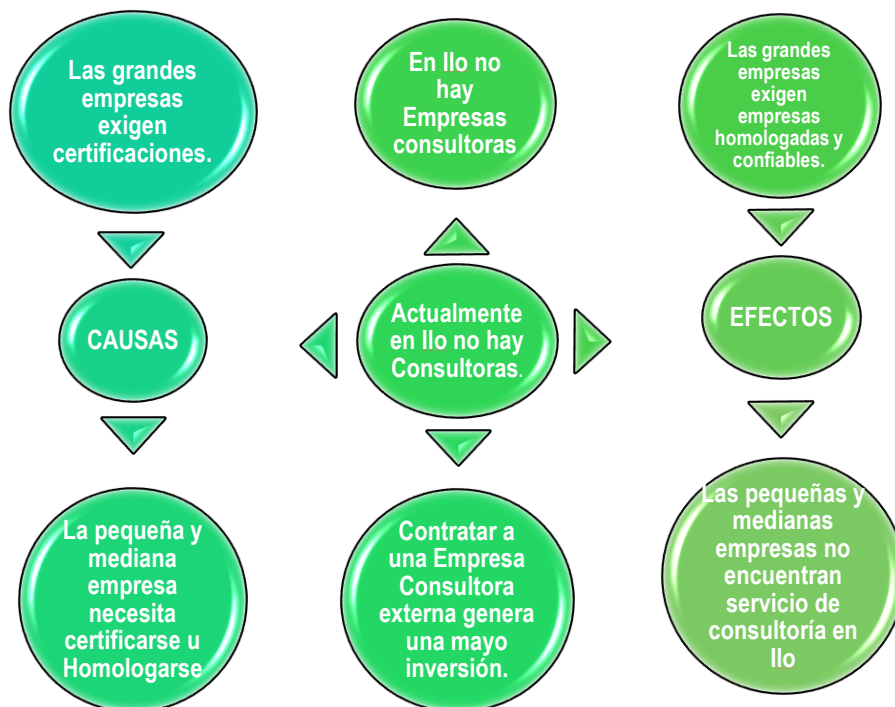 Las grandes
empresas
exigen
certificaciones.
En Ilo no
hay
Empresas
consultoras
Las grandes
empresas
exigen
empresas
homologadas y
confiables.
CAUSAS
Actualmente
en Ilo no hay
Consultoras.
EFECTOS
La pequeña y
mediana
empresa
necesita
certificarse u
Homologarse
Contratar a
una Empresa
Consultora
externa genera
una mayo
inversión.
Las pequeñas y
medianas
empresas no
encuentran
servicio de
consultoría en
Ilo